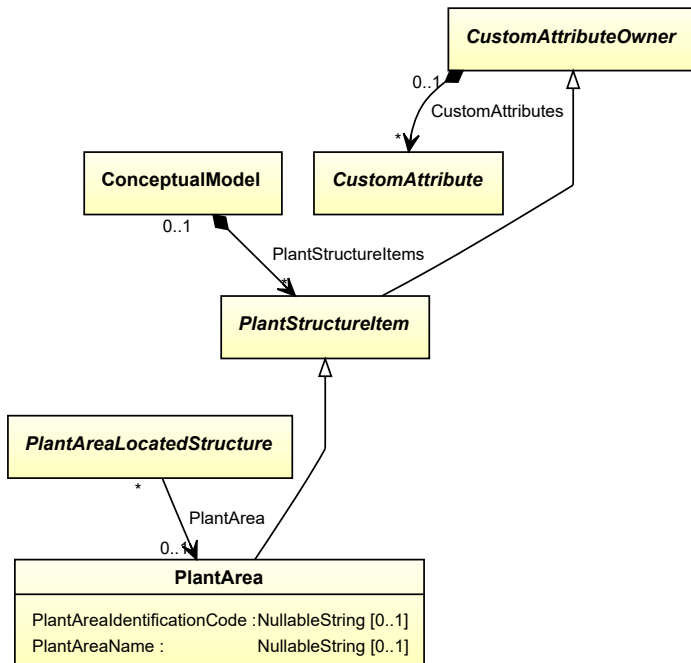 CustomAttributeOwner
0..1
CustomAttributes
*
ConceptualModel
CustomAttribute
0..1
PlantStructureItems
*
PlantStructureItem
PlantAreaLocatedStructure
*
PlantArea
0..1
PlantArea
PlantAreaIdentificationCode : NullableString [0..1]
PlantAreaName : NullableString [0..1]